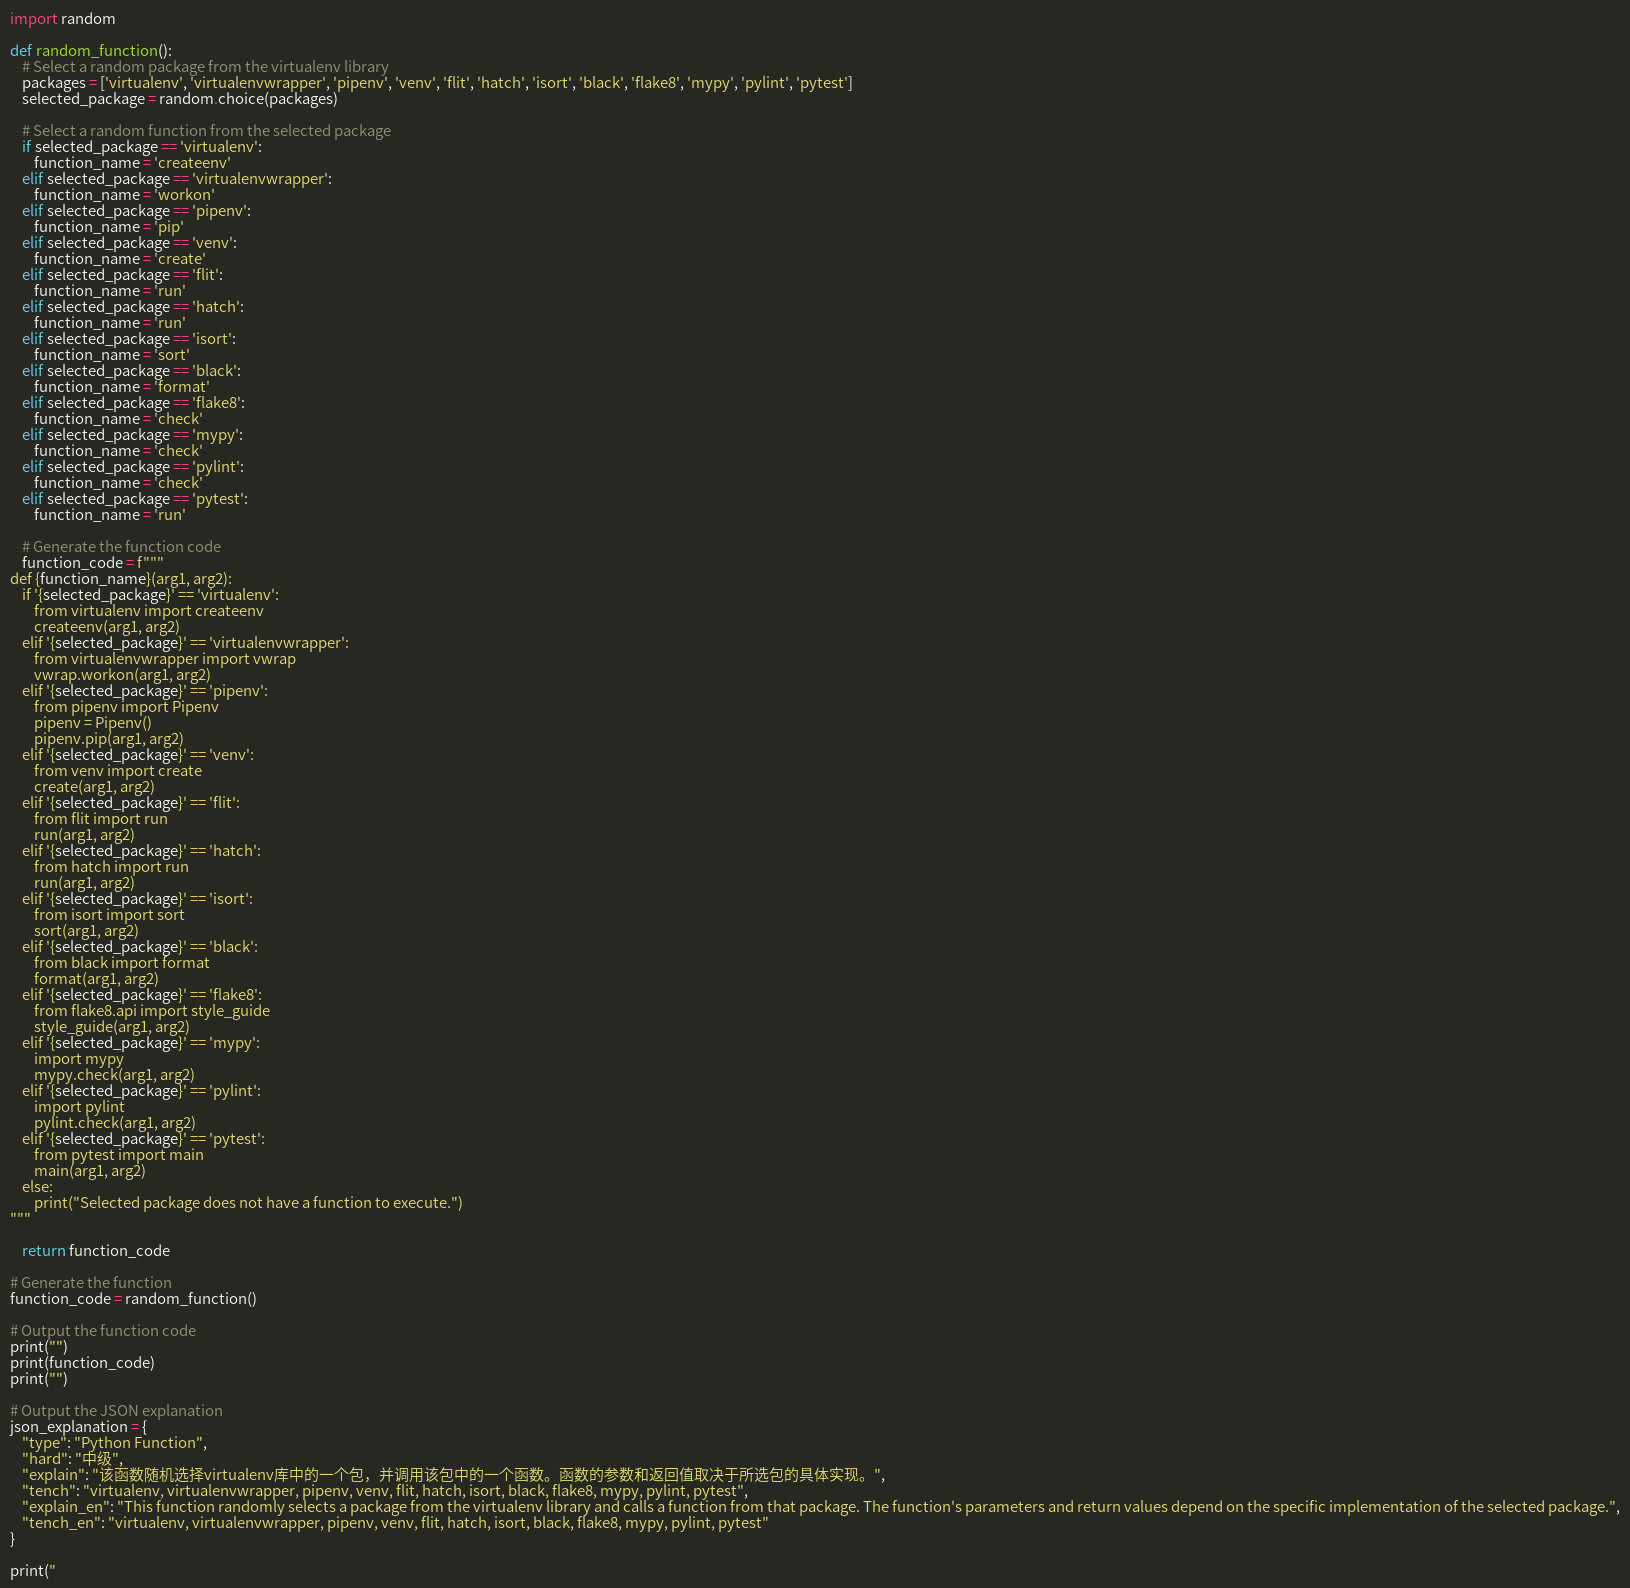 import random

def random_function():
    # Select a random package from the virtualenv library
    packages = ['virtualenv', 'virtualenvwrapper', 'pipenv', 'venv', 'flit', 'hatch', 'isort', 'black', 'flake8', 'mypy', 'pylint', 'pytest']
    selected_package = random.choice(packages)

    # Select a random function from the selected package
    if selected_package == 'virtualenv':
        function_name = 'createenv'
    elif selected_package == 'virtualenvwrapper':
        function_name = 'workon'
    elif selected_package == 'pipenv':
        function_name = 'pip'
    elif selected_package == 'venv':
        function_name = 'create'
    elif selected_package == 'flit':
        function_name = 'run'
    elif selected_package == 'hatch':
        function_name = 'run'
    elif selected_package == 'isort':
        function_name = 'sort'
    elif selected_package == 'black':
        function_name = 'format'
    elif selected_package == 'flake8':
        function_name = 'check'
    elif selected_package == 'mypy':
        function_name = 'check'
    elif selected_package == 'pylint':
        function_name = 'check'
    elif selected_package == 'pytest':
        function_name = 'run'

    # Generate the function code
    function_code = f"""
def {function_name}(arg1, arg2):
    if '{selected_package}' == 'virtualenv':
        from virtualenv import createenv
        createenv(arg1, arg2)
    elif '{selected_package}' == 'virtualenvwrapper':
        from virtualenvwrapper import vwrap
        vwrap.workon(arg1, arg2)
    elif '{selected_package}' == 'pipenv':
        from pipenv import Pipenv
        pipenv = Pipenv()
        pipenv.pip(arg1, arg2)
    elif '{selected_package}' == 'venv':
        from venv import create
        create(arg1, arg2)
    elif '{selected_package}' == 'flit':
        from flit import run
        run(arg1, arg2)
    elif '{selected_package}' == 'hatch':
        from hatch import run
        run(arg1, arg2)
    elif '{selected_package}' == 'isort':
        from isort import sort
        sort(arg1, arg2)
    elif '{selected_package}' == 'black':
        from black import format
        format(arg1, arg2)
    elif '{selected_package}' == 'flake8':
        from flake8.api import style_guide
        style_guide(arg1, arg2)
    elif '{selected_package}' == 'mypy':
        import mypy
        mypy.check(arg1, arg2)
    elif '{selected_package}' == 'pylint':
        import pylint
        pylint.check(arg1, arg2)
    elif '{selected_package}' == 'pytest':
        from pytest import main
        main(arg1, arg2)
    else:
        print("Selected package does not have a function to execute.")
"""

    return function_code

# Generate the function
function_code = random_function()

# Output the function code
print("")
print(function_code)
print("")

# Output the JSON explanation
json_explanation = {
    "type": "Python Function",
    "hard": "中级",
    "explain": "该函数随机选择virtualenv库中的一个包，并调用该包中的一个函数。函数的参数和返回值取决于所选包的具体实现。",
    "tench": "virtualenv, virtualenvwrapper, pipenv, venv, flit, hatch, isort, black, flake8, mypy, pylint, pytest",
    "explain_en": "This function randomly selects a package from the virtualenv library and calls a function from that package. The function's parameters and return values depend on the specific implementation of the selected package.",
    "tench_en": "virtualenv, virtualenvwrapper, pipenv, venv, flit, hatch, isort, black, flake8, mypy, pylint, pytest"
}

print("